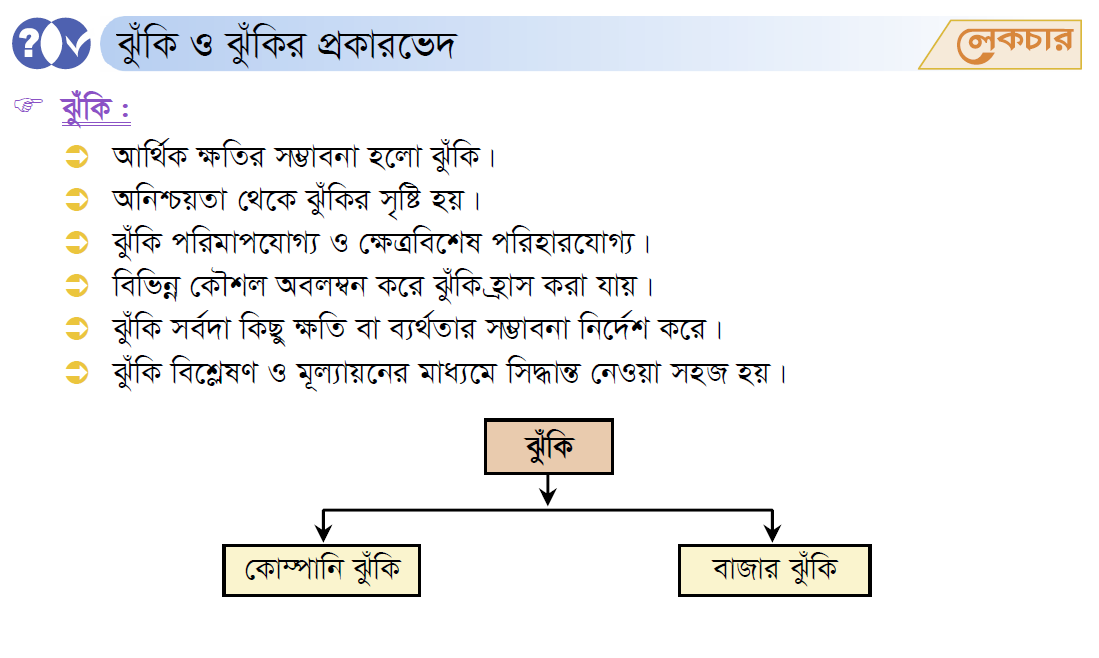 ঝুঁকি ও ঝুঁকির প্রকারভেদ
লেকচার
ঝুঁকি :
আর্থিক ক্ষতির সম্ভাবনা হলো ঝুঁকি।
অনিশ্চয়তা থেকে ঝুঁকির সৃষ্টি হয়।
ঝুঁকি পরিমাপযোগ্য ও ক্ষেত্রবিশেষ পরিহারযোগ্য।
বিভিন্ন কৌশল অবলম্বন করে ঝুঁকি হ্রাস করা যায়।
ঝুঁকি সর্বদা কিছু ক্ষতি বা ব্যর্থতার সম্ভাবনা নির্দেশ করে।
ঝুঁকি বিশ্লেষণ ও মূল্যায়নের মাধ্যমে সিদ্ধান্ত নেওয়া সহজ হয়।
ঝুঁকি
কোম্পানি ঝুঁকি
বাজার ঝুঁকি